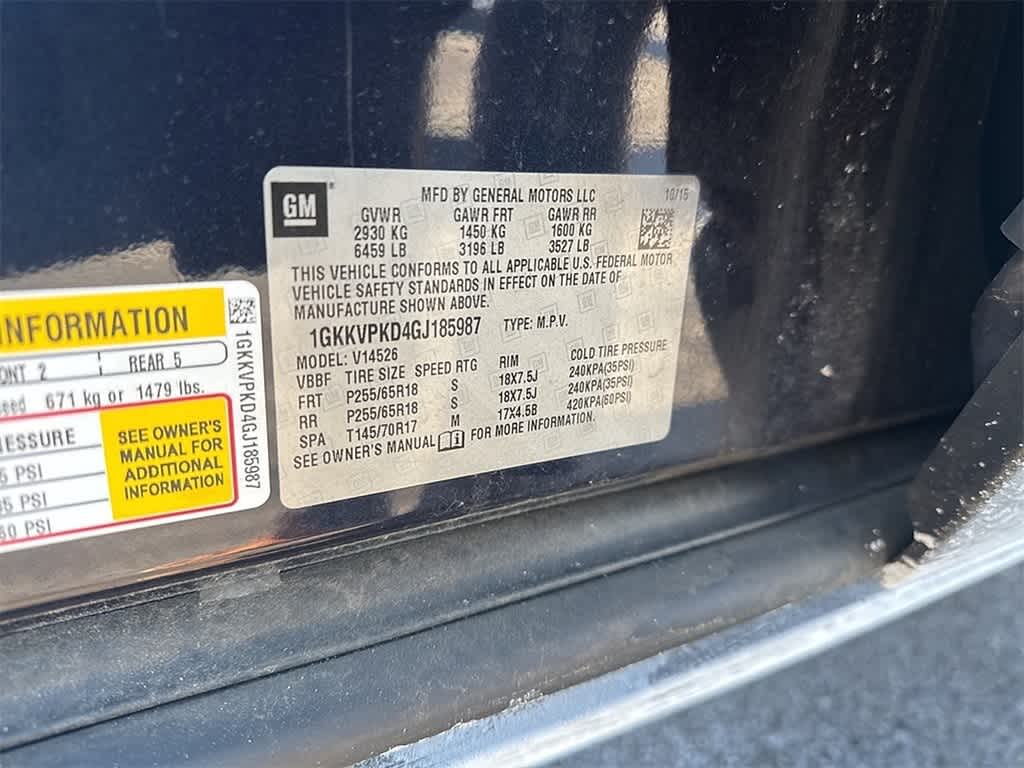 GM
MFD BY GENERAL MOTORS LLC
10/15
GVWR GAWR FRT GAWR RR
2930 KG 1450 KG 1600 KG
6459 LB 3196 LB 3527 LB
THIS VEHICLE CONFORMS TO ALL APPLICABLE U.S. FEDERAL MOTOR
VEHICLE SAFETY STANDARDS IN EFFECT ON THE DATE OF
MANUFACTURE SHOWN ABOVE.
1GKKVPKD4GJ185987 TYPE: M.P.V.
MODEL: V14526
VBBF TIRE SIZE SPEED RTG RIM COLD TIRE PRESSURE
FRT P255/65R18 S 18X7.5J 240KPA(35PSI)
RR P255/65R18 S 18X7.5J 240KPA(35PSI)
SPA T145/70R17 M 17X4.5B 420KPA(60PSI)
SEE OWNER'S MANUAL FOR MORE INFORMATION.
INFORMATION
2 REAR 5
671 kg or 1479 lbs.
PSI
PSI
PSI
SEE OWNER'S
MANUAL FOR
ADDITIONAL
INFORMATION
1GKKVPKD4GJ185987